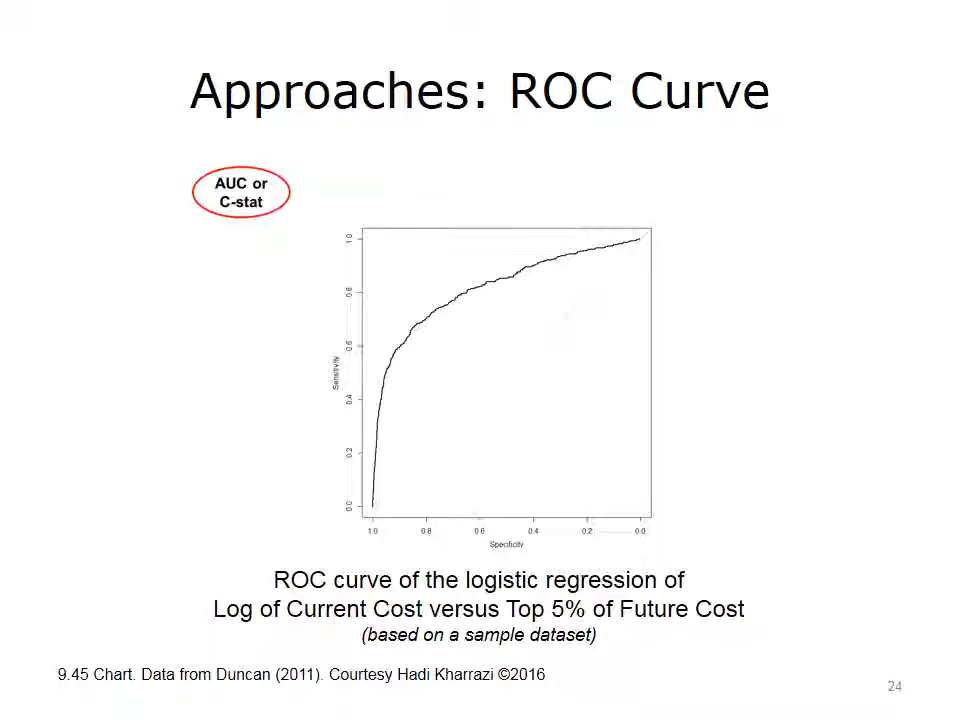 Approaches: ROC Curve
AUC or
C-stat
1.0
0.8
0.6
0.4
0.2
0.0
Sensitivity
1.0
0.8
0.6
0.4
0.2
0.0
Specificity
ROC curve of the logistic regression of
Log of Current Cost versus Top 5% of Future Cost
(based on a sample dataset)
9.45 Chart. Data from Duncan (2011). Courtesy Hadi Kharrazi ©2016
24